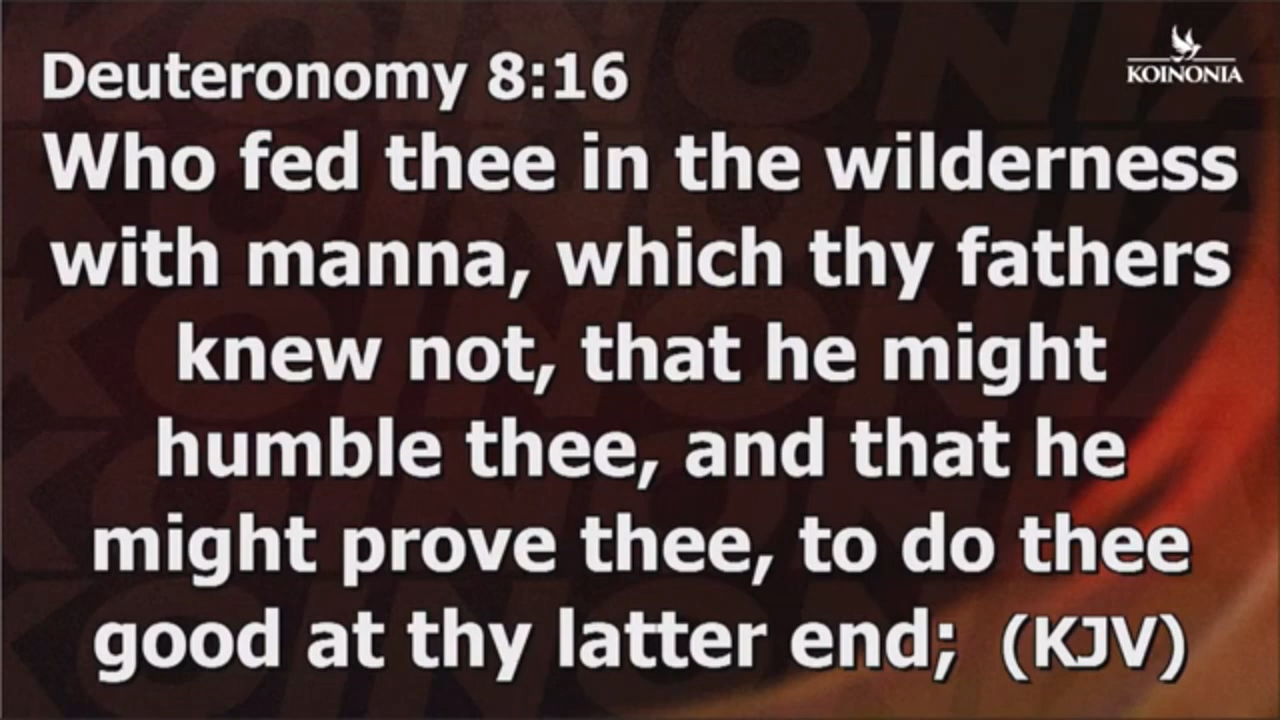 Deuteronomy 8:16
KOINONIA
Who fed thee in the wilderness
with manna, which thy fathers
knew not, that he might
humble thee, and that he
might prove thee, to do thee
good at thy latter end; (KJV)